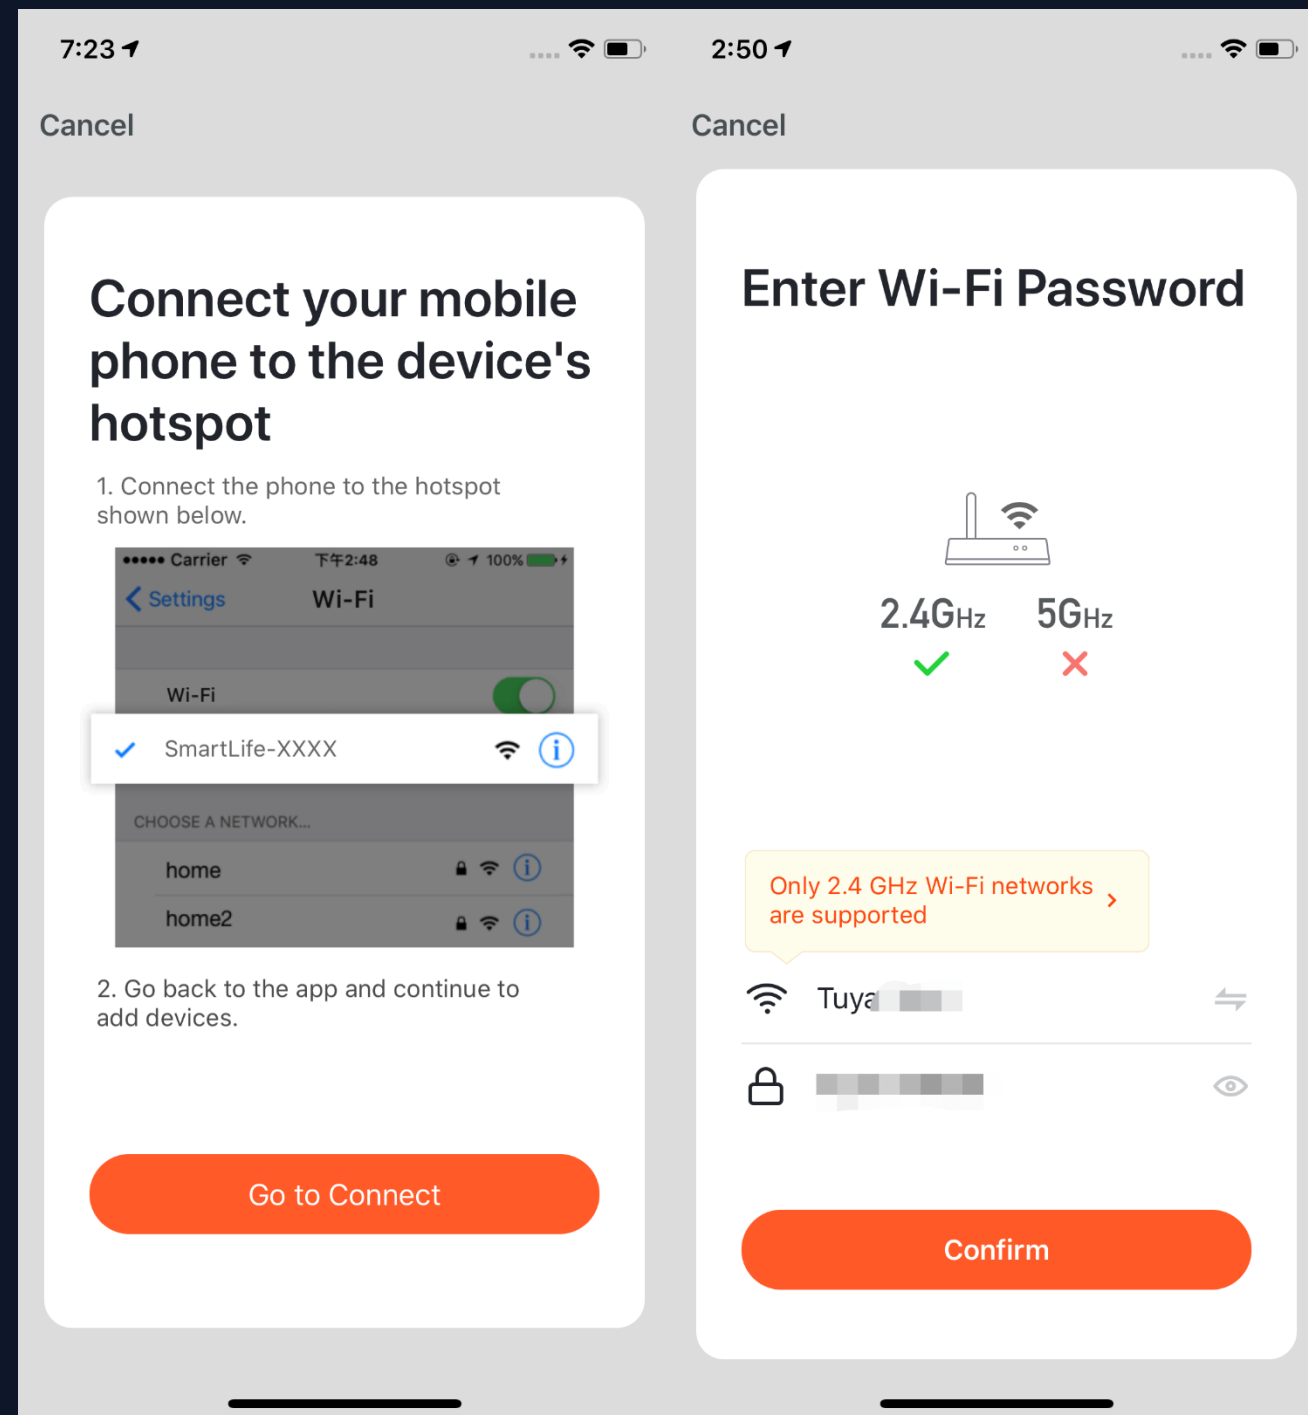 7:23
Cancel
Connect your mobile
phone to the device's
hotspot
1. Connect the phone to the hotspot
shown below.
Carrier 下午2:48 100%
Settings Wi-Fi
Wi-Fi
SmartLife-XXXX
CHOOSE A NETWORK...
home
home2
2. Go back to the app and continue to
add devices.
Go to Connect
2:50
Cancel
Enter Wi-Fi Password
2.4GHz 5GHz
Only 2.4 GHz Wi-Fi networks
are supported
Tuya
Confirm